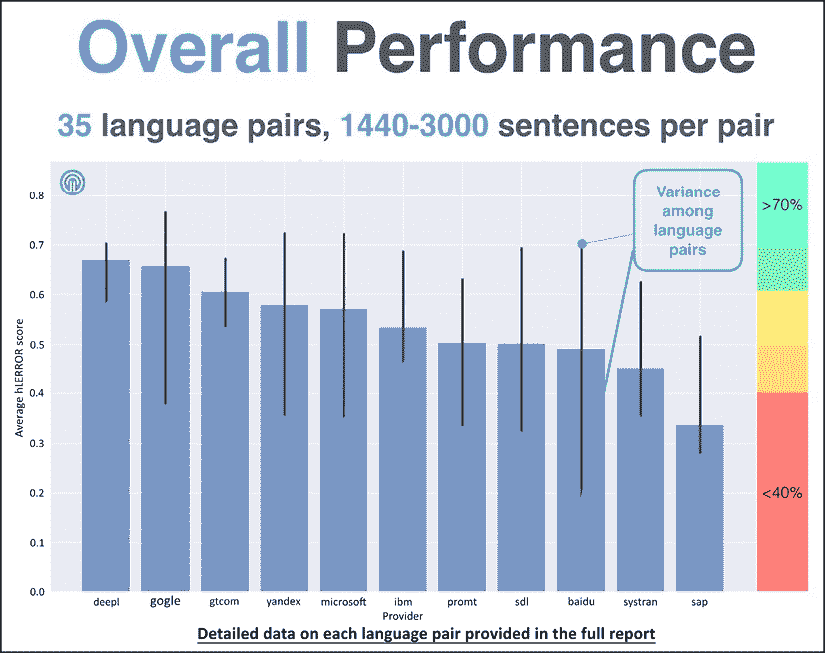 Overall Performance
35 language pairs, 1440-3000 sentences per pair
Variance
among
language
pairs
>70%
<40%
Average hLERROR score
0.8
0.7
0.6
0.5
0.4
0.3
0.2
0.1
0.0
deepl gogle gtcom yandex microsoft ibm promt sdl baidu systran sap
Provider
Detailed data on each language pair provided in the full report